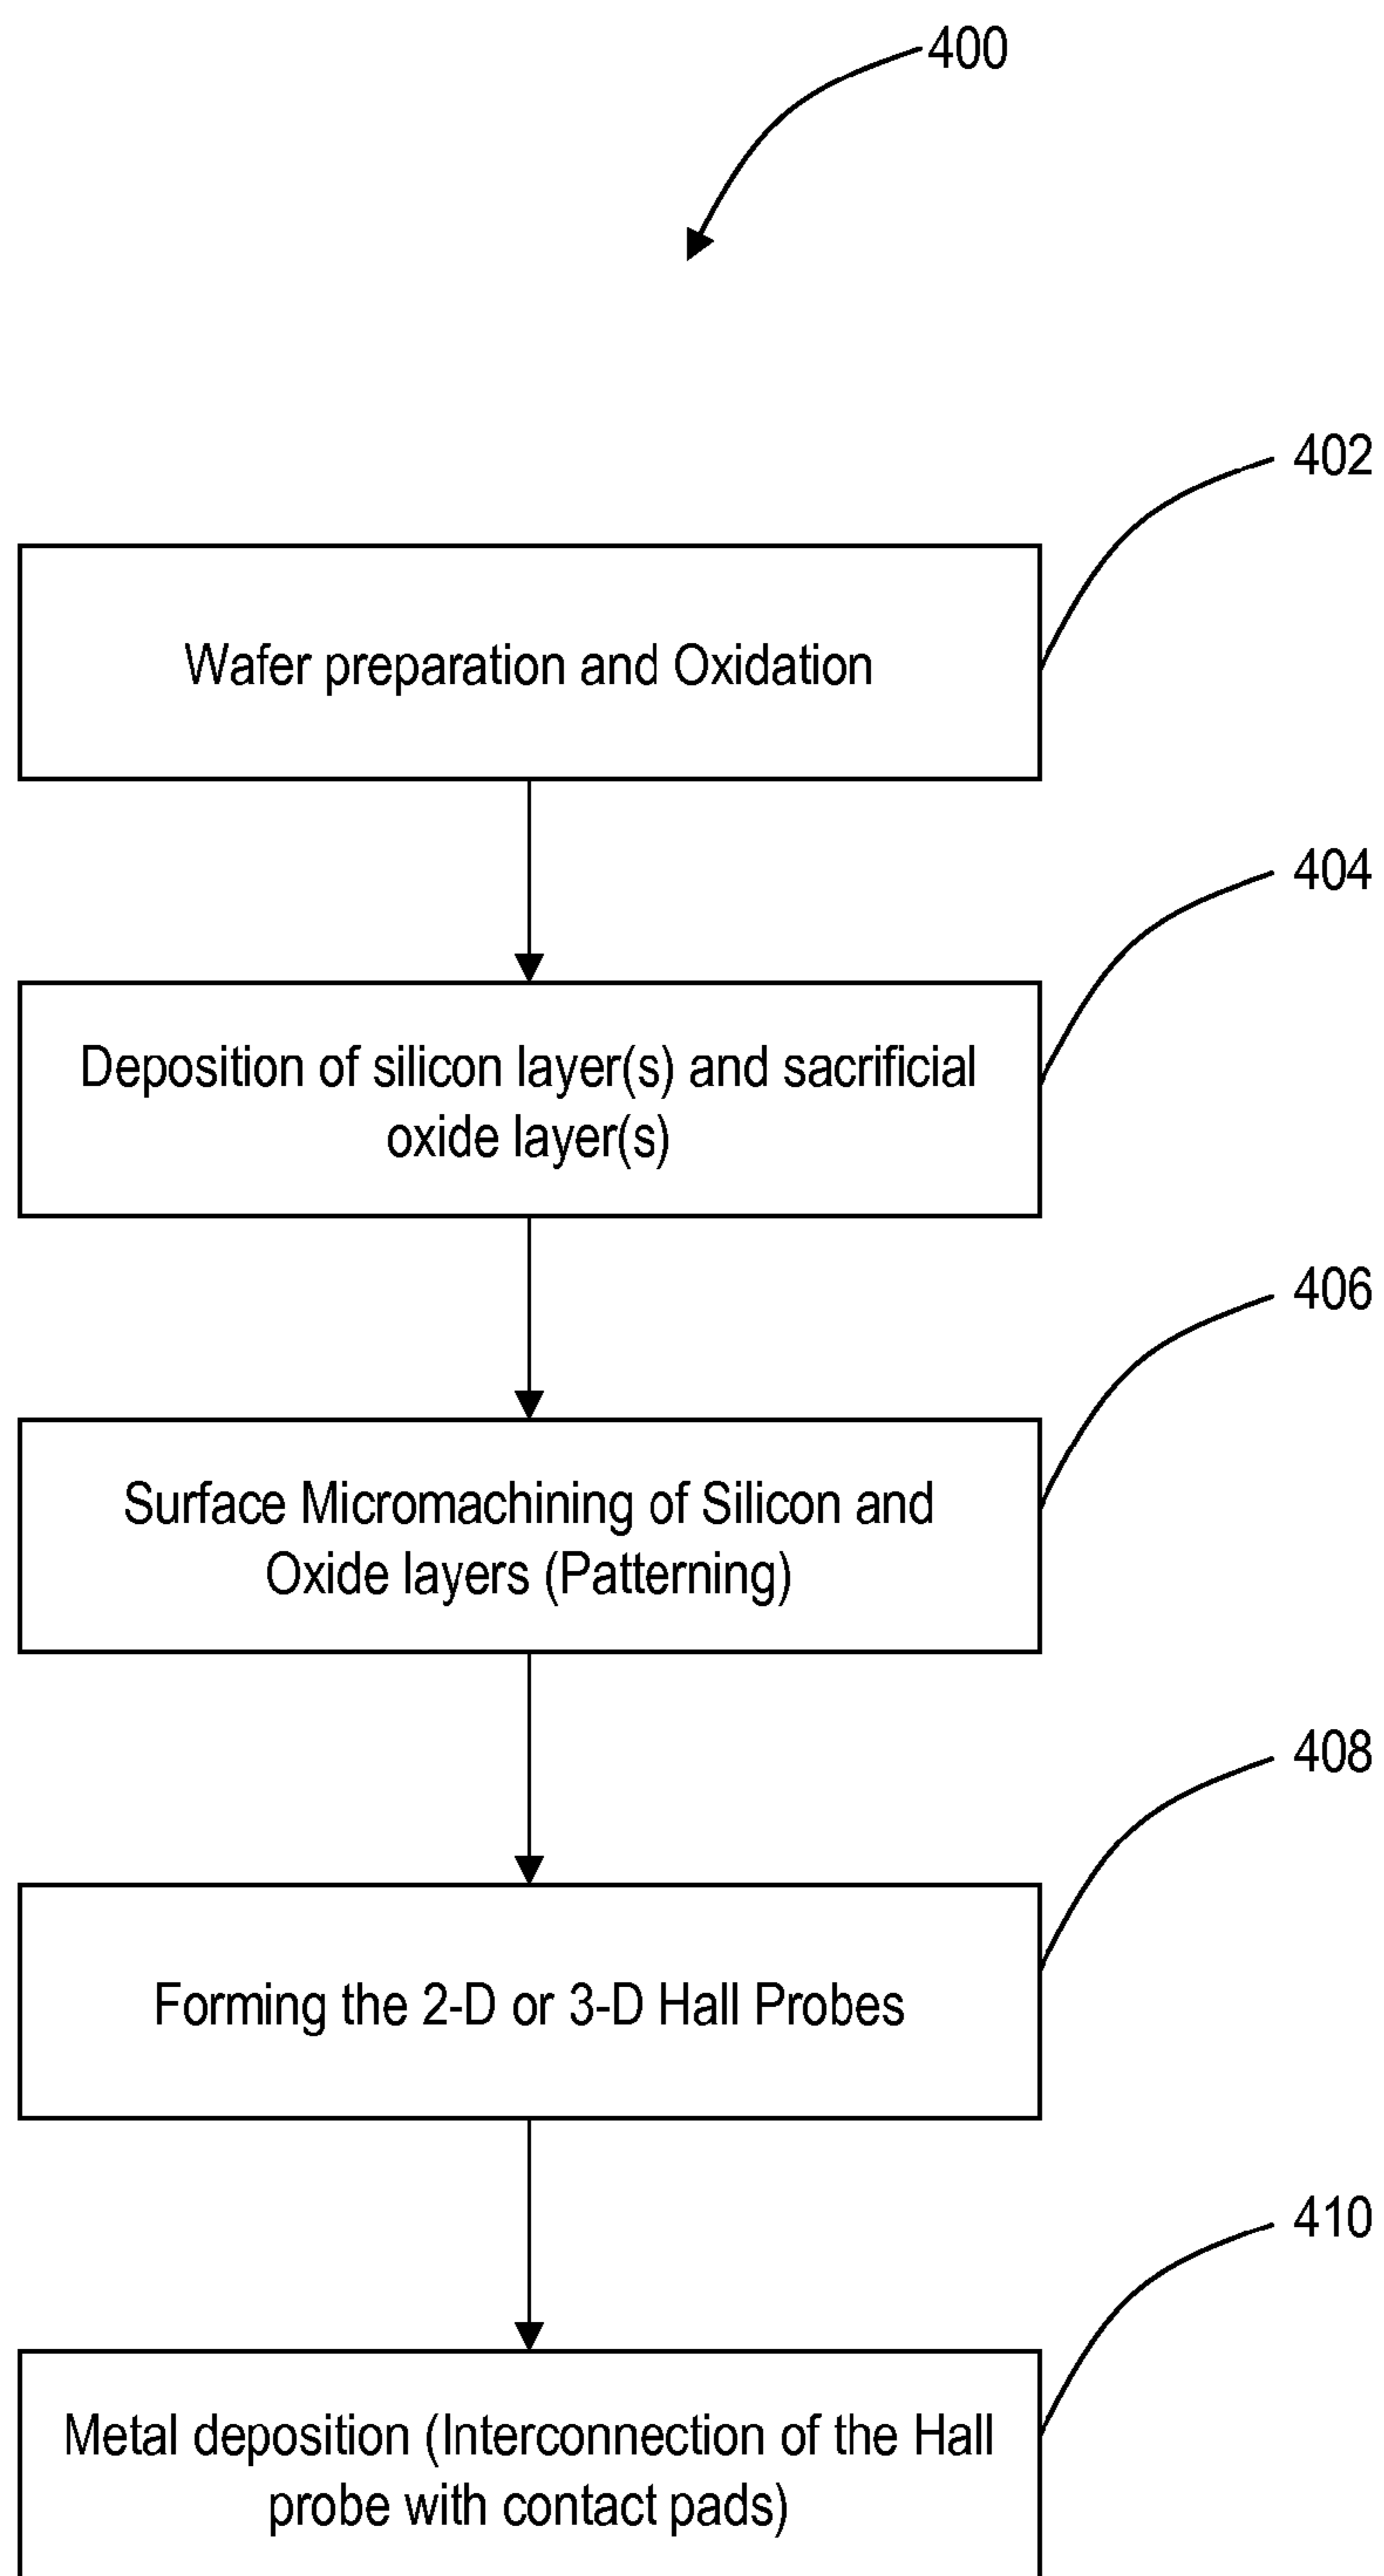 400
402
Wafer preparation and Oxidation
404
Deposition of silicon layer(s) and sacrificial
oxide layer(s)
406
Surface Micromachining of Silicon and
Oxide layers (Patterning)
408
Forming the 2-D or 3-D Hall Probes
410
Metal deposition (Interconnection of the Hall
probe with contact pads)